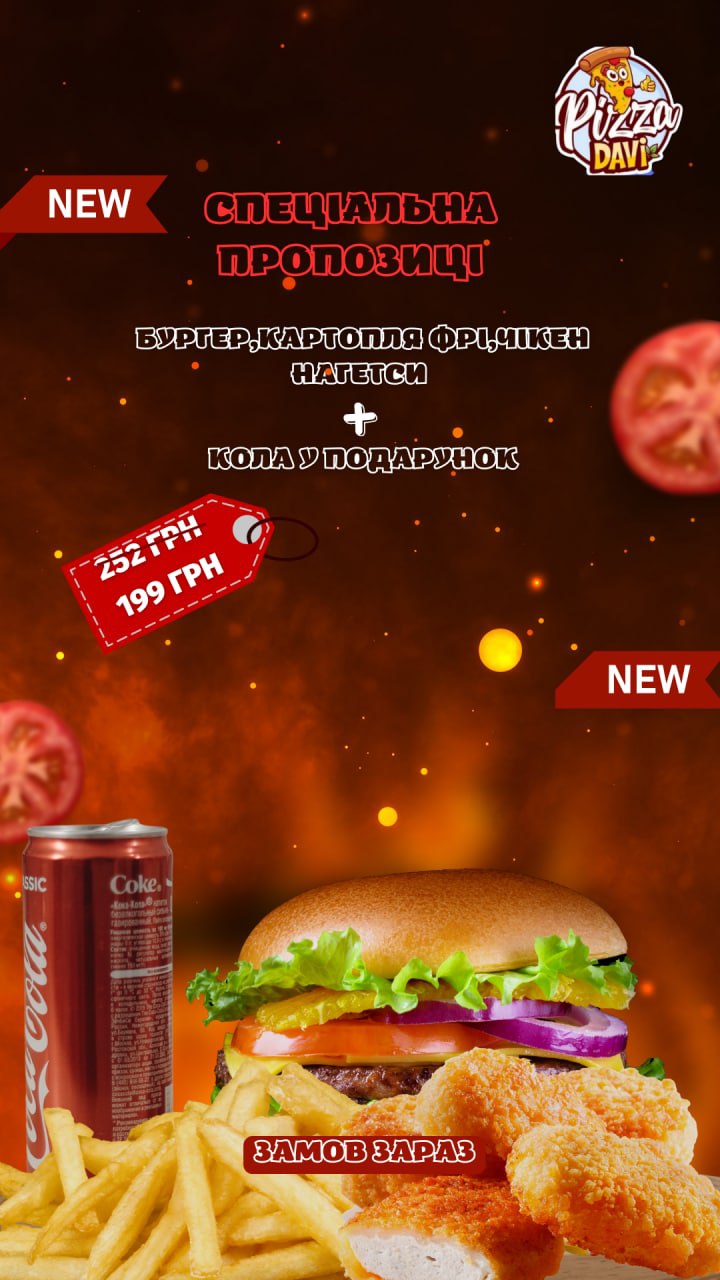 Pizza
DAVi
NEW
СПЕЦІАЛЬНА
ПРОПОЗИЦІ
БУРГЕР,КАРТОПЛЯ ФРІ,ЧІКЕН
НАГЕТСИ
+
КОЛА У ПОДАРУНОК
252 ГРН
199 ГРН
NEW
SSIC
Coke
Coca-Cola
ЗАМОВ ЗАРАЗ